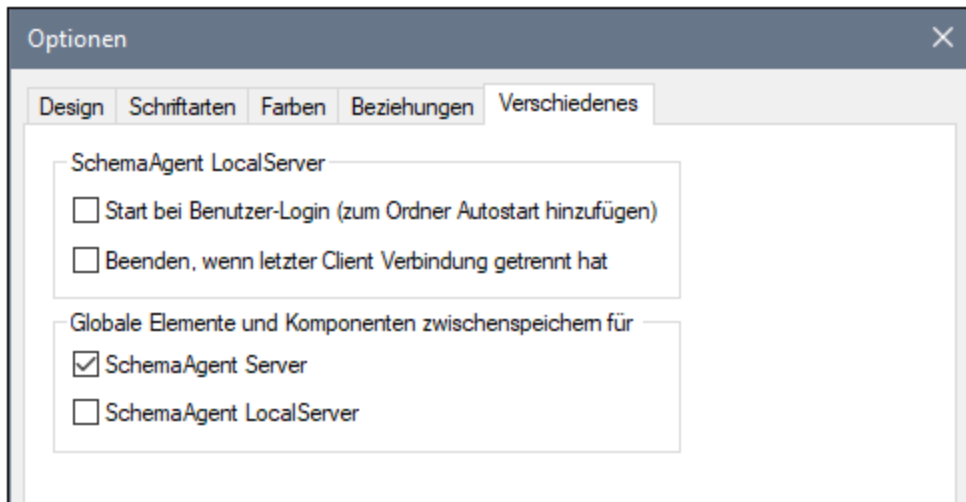 Optionen
Design Schriftarten Farben Beziehungen Verschiedenes
SchemaAgent LocalServer
Start bei Benutzer-Login (zum Ordner Autostart hinzufügen)
Beenden, wenn letzter Client Verbindung getrennt hat
Globale Elemente und Komponenten zwischenspeichern für
SchemaAgent Server
SchemaAgent LocalServer